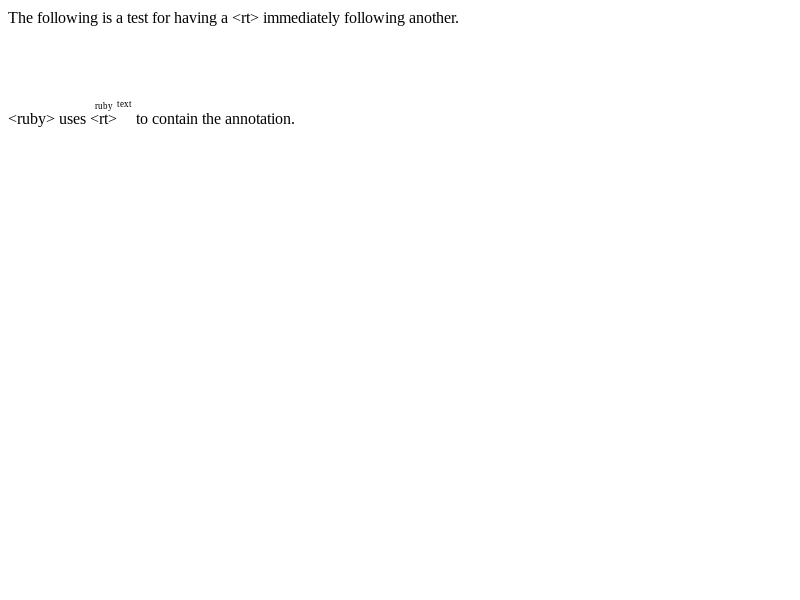 The following is a test for having a <rt> immediately following another.
ruby text
<ruby> uses <rt> to contain the annotation.